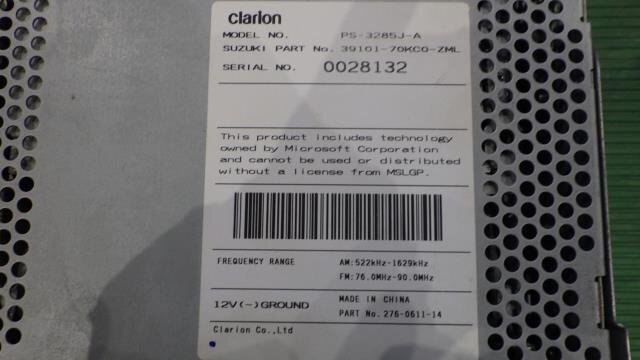 clarion
MODEL NO. PS-3285J-A
SUZUKI PART No. 39101-70KC0-ZML
SERIAL NO. 0028132
This product includes technology
owned by Microsoft Corporation
and cannot be used or distributed
without a license from MSLGP.
FREQUENCY RANGE AM:522kHz-1629kHz
FM:76.0MHz-90.0MHz
12V(-)GROUND MADE IN CHINA
PART No. 276-0611-14
Clarion Co.,Ltd